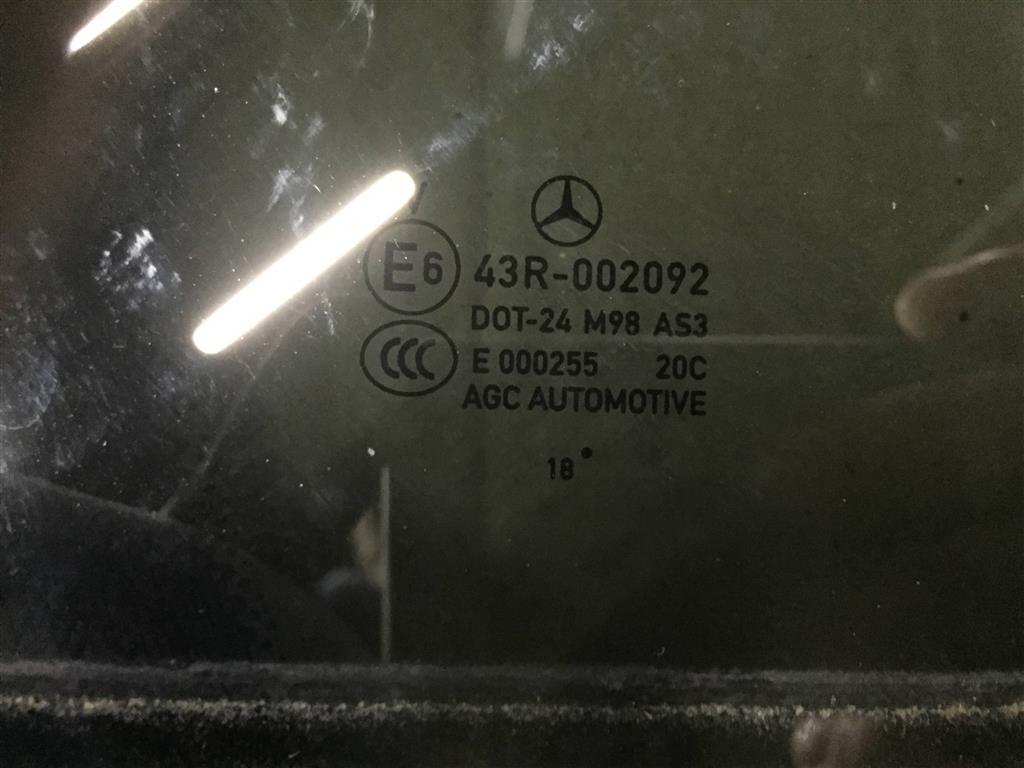 V
E6 43R-002092
DOT-24 M98 AS3
CCC E 000255 20C
AGC AUTOMOTIVE
18